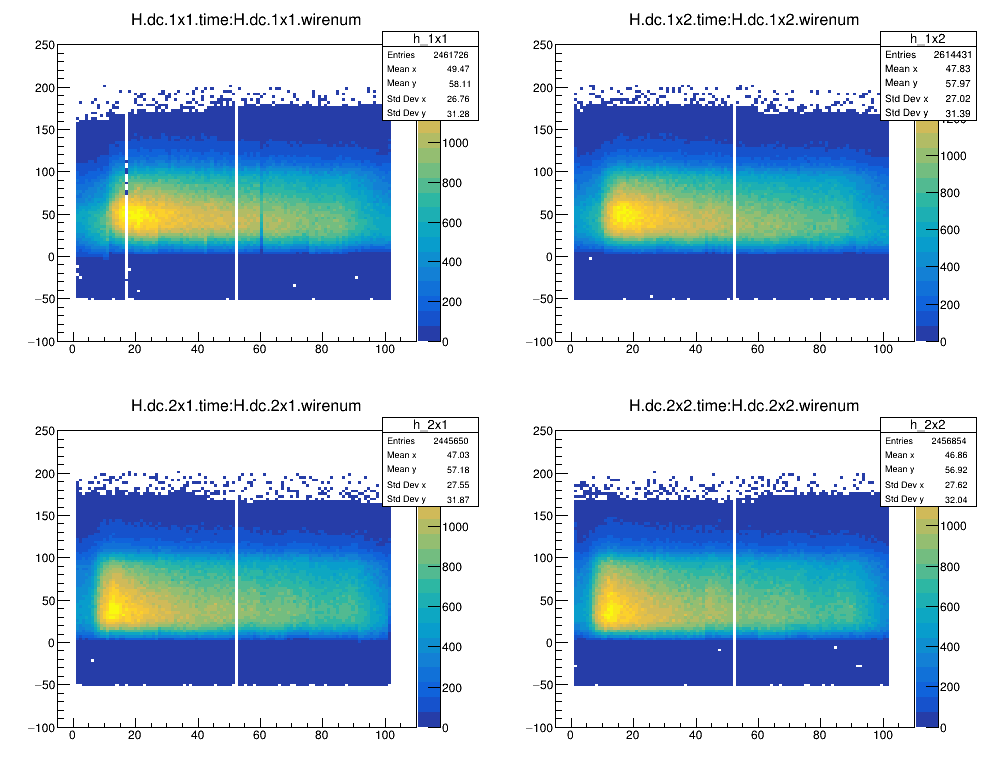 H.dc.1x1.time:H.dc.1x1.wirenum
h_1x1
Entries 2461726
Mean x 49.47
Mean y 58.11
Std Dev x 26.76
Std Dev y 31.28
250
200
150
100
50
0
−50
−100
0 20 40 60 80 100
1000
800
600
400
200
0
H.dc.1x2.time:H.dc.1x2.wirenum
h_1x2
Entries 2614431
Mean x 47.83
Mean y 57.97
Std Dev x 27.02
Std Dev y 31.39
250
200
150
100
50
0
−50
−100
0 20 40 60 80 100
1200
1000
800
600
400
200
0
H.dc.2x1.time:H.dc.2x1.wirenum
h_2x1
Entries 2445650
Mean x 47.03
Mean y 57.18
Std Dev x 27.55
Std Dev y 31.87
250
200
150
100
50
0
−50
−100
0 20 40 60 80 100
1000
800
600
400
200
0
H.dc.2x2.time:H.dc.2x2.wirenum
h_2x2
Entries 2456854
Mean x 46.86
Mean y 56.92
Std Dev x 27.62
Std Dev y 32.04
250
200
150
100
50
0
−50
−100
0 20 40 60 80 100
1000
800
600
400
200
0